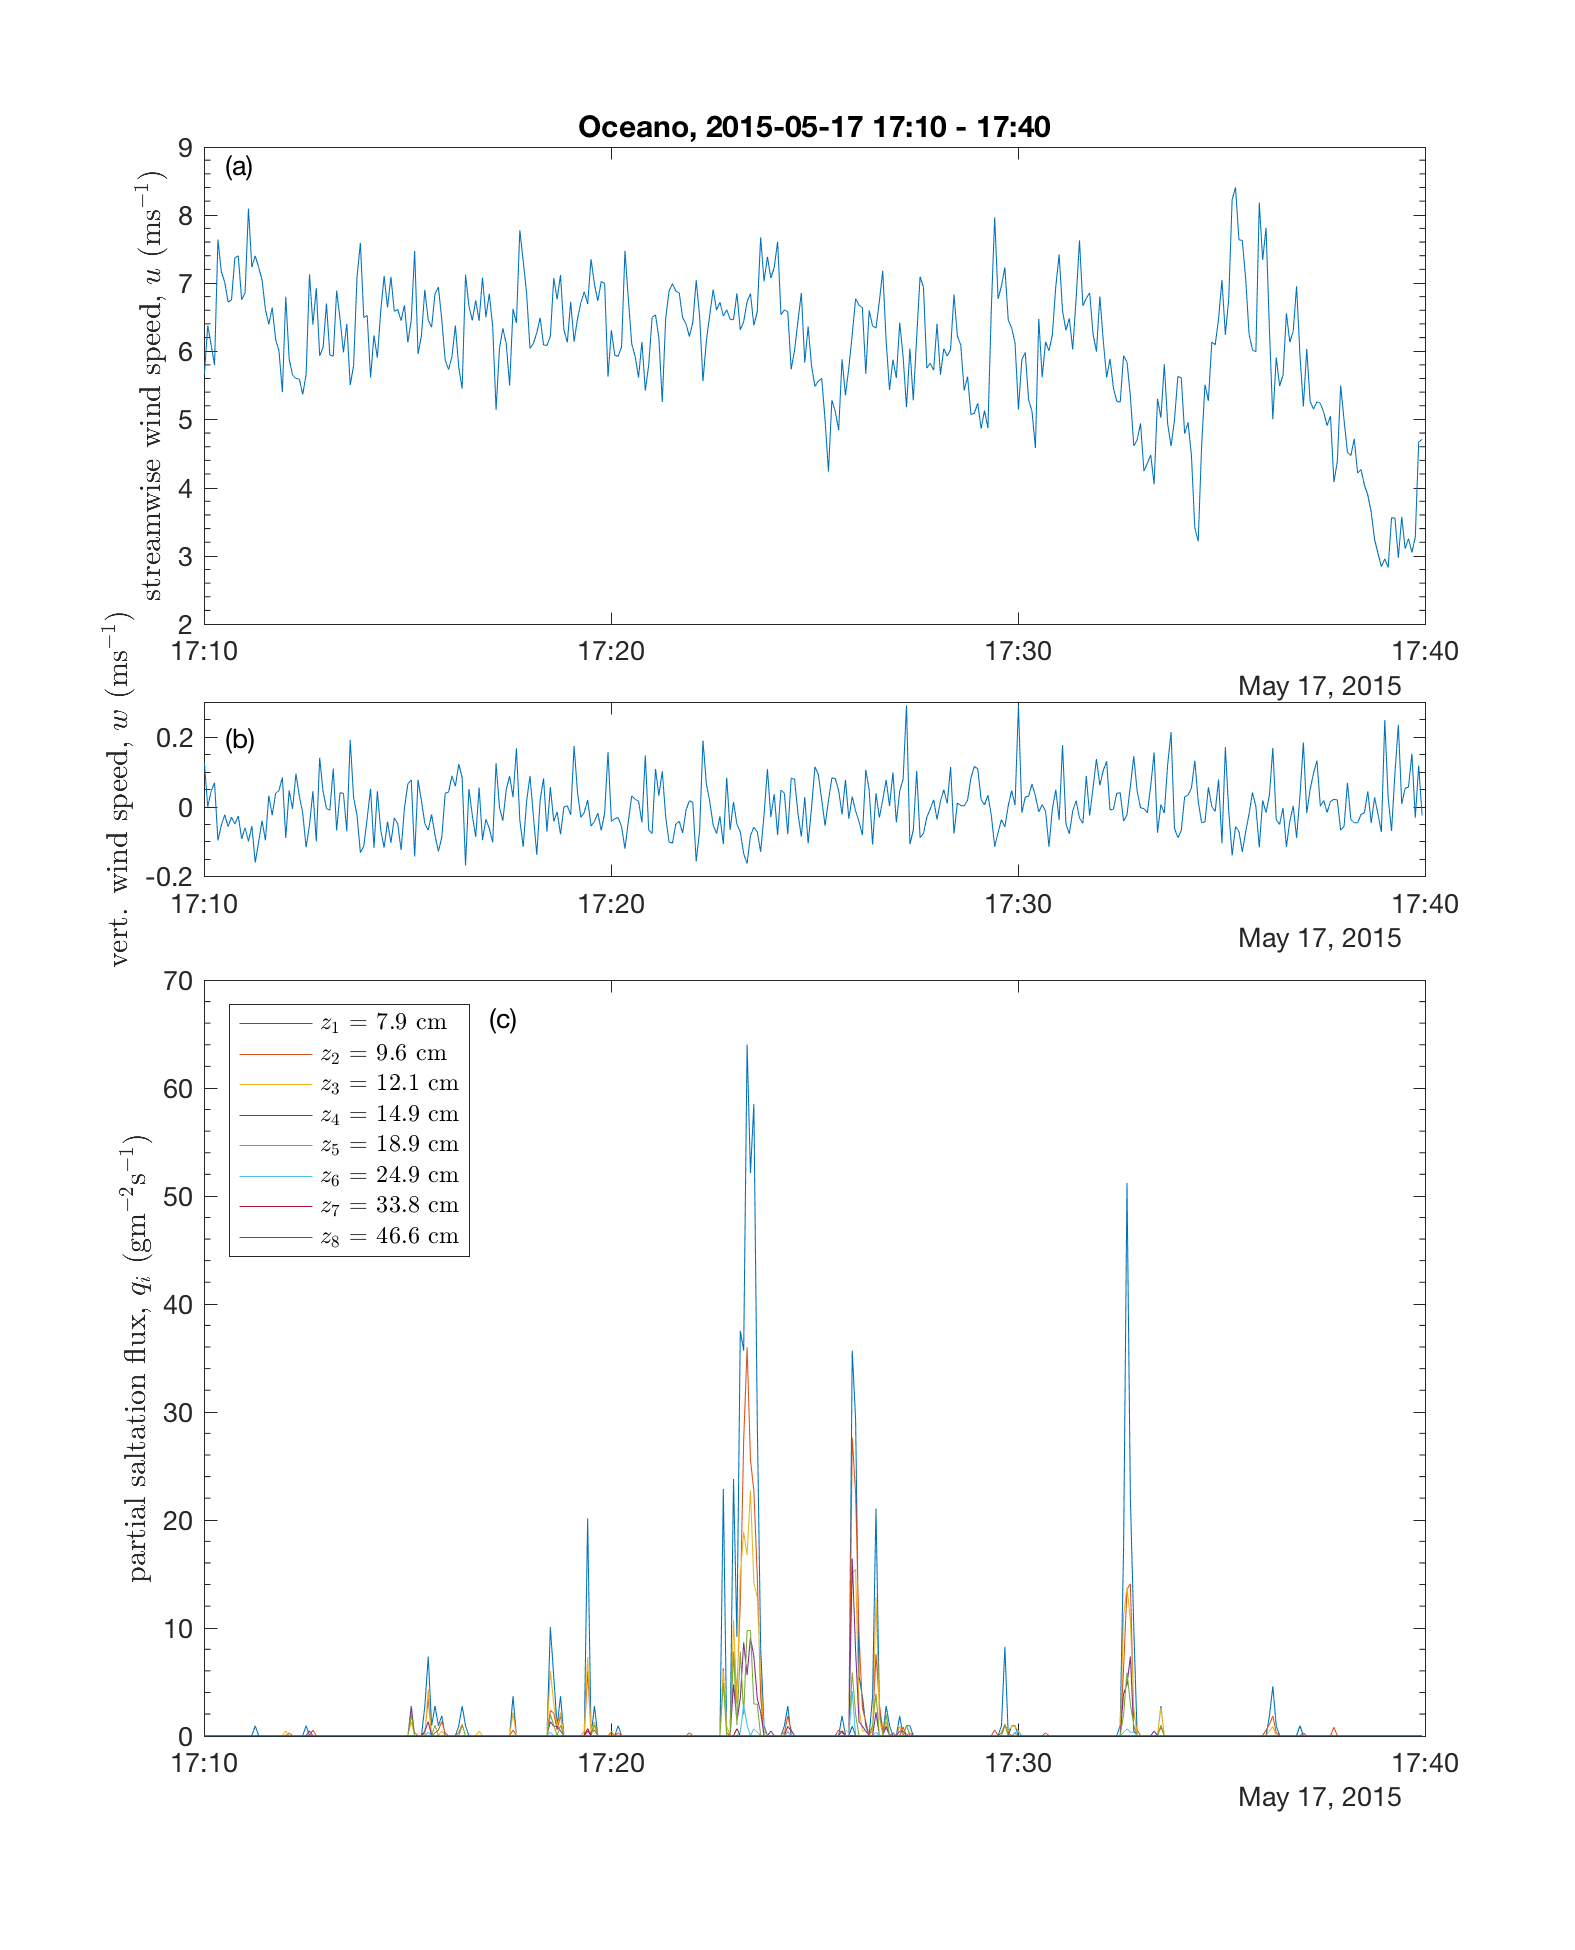 Oceano, 2015-05-17 17:10 - 17:40
(a)
streamwise wind speed, u (ms⁻¹)
9
8
7
6
5
4
3
2
17:10 17:20 17:30 17:40
May 17, 2015
(b)
vert. wind speed, w (ms⁻¹)
0.2
0
-0.2
17:10 17:20 17:30 17:40
May 17, 2015
(c)
partial saltation flux, qᵢ (gm⁻²s⁻¹)
70
60
50
40
30
20
10
0
z₁ = 7.9 cm
z₂ = 9.6 cm
z₃ = 12.1 cm
z₄ = 14.9 cm
z₅ = 18.9 cm
z₆ = 24.9 cm
z₇ = 33.8 cm
z₈ = 46.6 cm
17:10 17:20 17:30 17:40
May 17, 2015